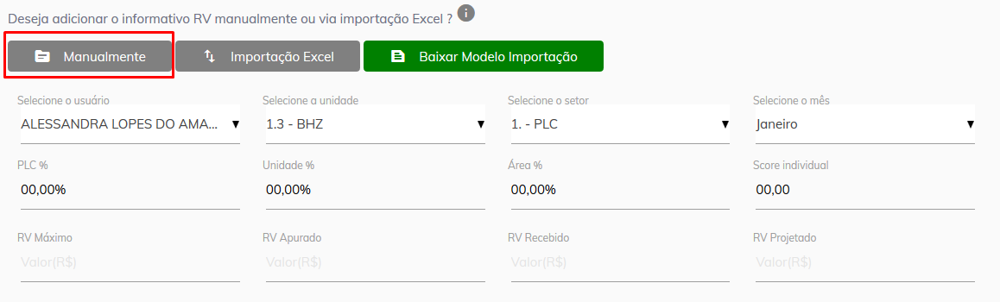 Deseja adicionar o informativo RV manualmente ou via importação Excel ?
Manualmente Importação Excel Baixar Modelo Importação
Selecione o usuário Selecione a unidade Selecione o setor Selecione o mês
ALESSANDRA LOPES DO AMA... 1.3 - BHZ 1. - PLC Janeiro
PLC % Unidade % Área % Score individual
00,00% 00,00% 00,00% 00,00
RV Máximo RV Apurado RV Recebido RV Projetado
Valor(R$) Valor(R$) Valor(R$) Valor(R$)